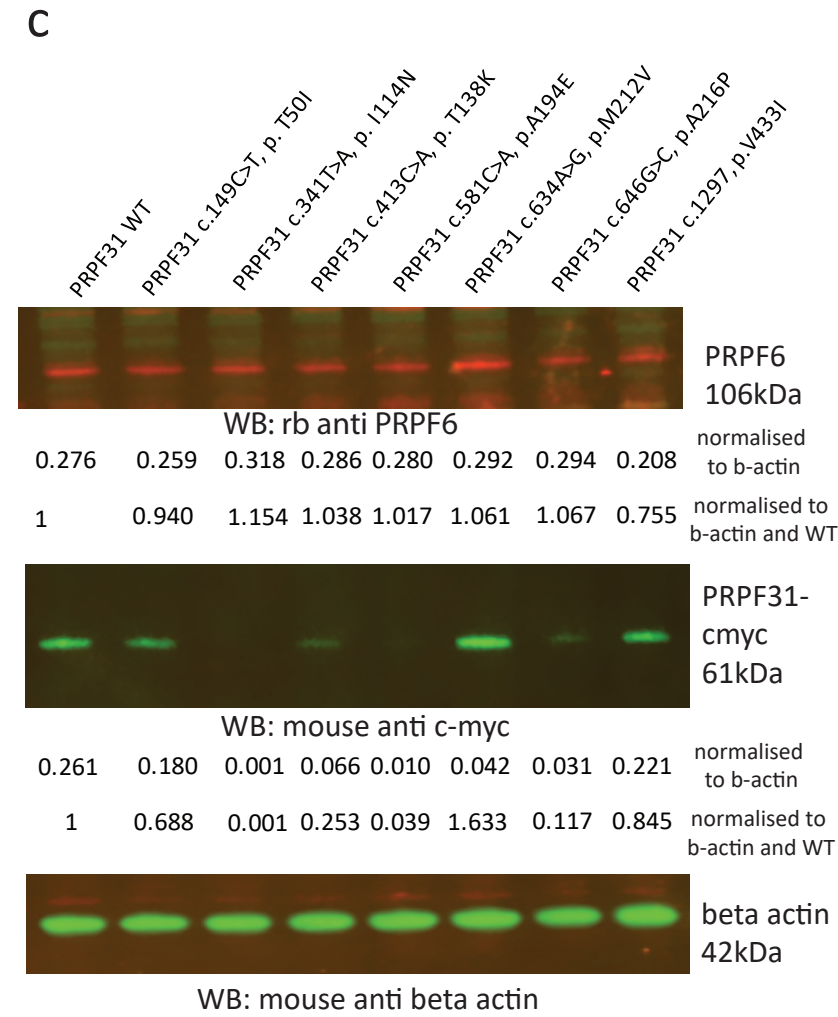 C
PRPF31 WT
PRPF31 c.149C>T, p. T50I
PRPF31 c.341T>A, p. I114N
PRPF31 c.413C>A, p. T138K
PRPF31 c.581C>A, p.A194E
PRPF31 c.634A>G, p.M212V
PRPF31 c.646G>C, p.A216P
PRPF31 c.1297, p.V433I
PRPF6
106kDa
WB: rb anti PRPF6
0.276 0.259 0.318 0.286 0.280 0.292 0.294 0.208
normalised
to b-actin
1 0.940 1.154 1.038 1.017 1.061 1.067 0.755
normalised to
b-actin and WT
PRPF31-
cmyc
61kDa
WB: mouse anti c-myc
0.261 0.180 0.001 0.066 0.010 0.042 0.031 0.221
normalised
to b-actin
1 0.688 0.001 0.253 0.039 1.633 0.117 0.845
normalised to
b-actin and WT
beta actin
42kDa
WB: mouse anti beta actin